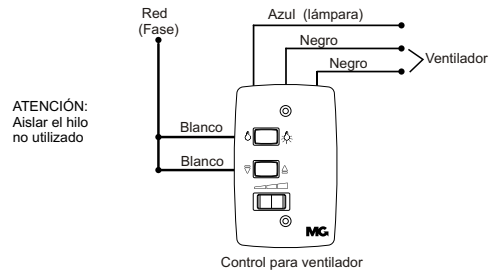 Red
(Fase)
Azul (lámpara)
Negro
Negro
Ventilador
ATENCIÓN:
Aislar el hilo
no utilizado
Blanco
Blanco
MG
Control para ventilador